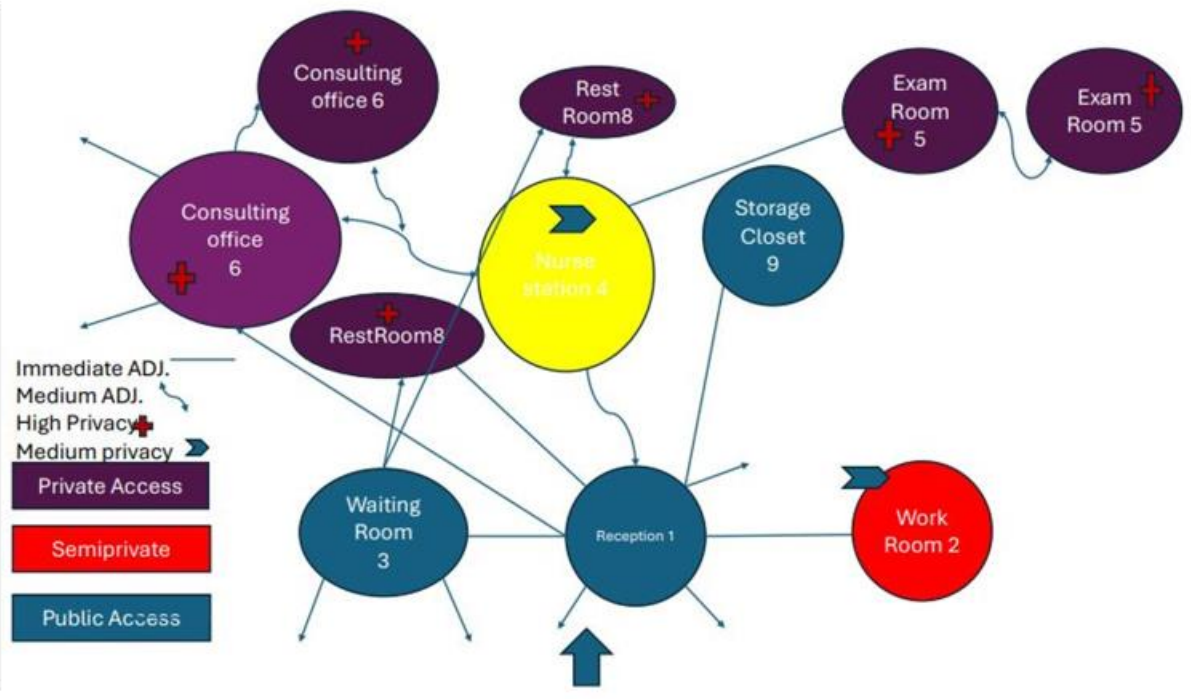 Consulting
office 6
Rest
Room8
Exam
Room
5
Exam
Room 5
Consulting
office
6
Storage
Closet
9
Nurse
station 4
RestRoom8
Immediate ADJ.
Medium ADJ.
High Privacy
Medium privacy
Private Access
Semiprivate
Public Access
Waiting
Room
3
Reception 1
Work
Room 2